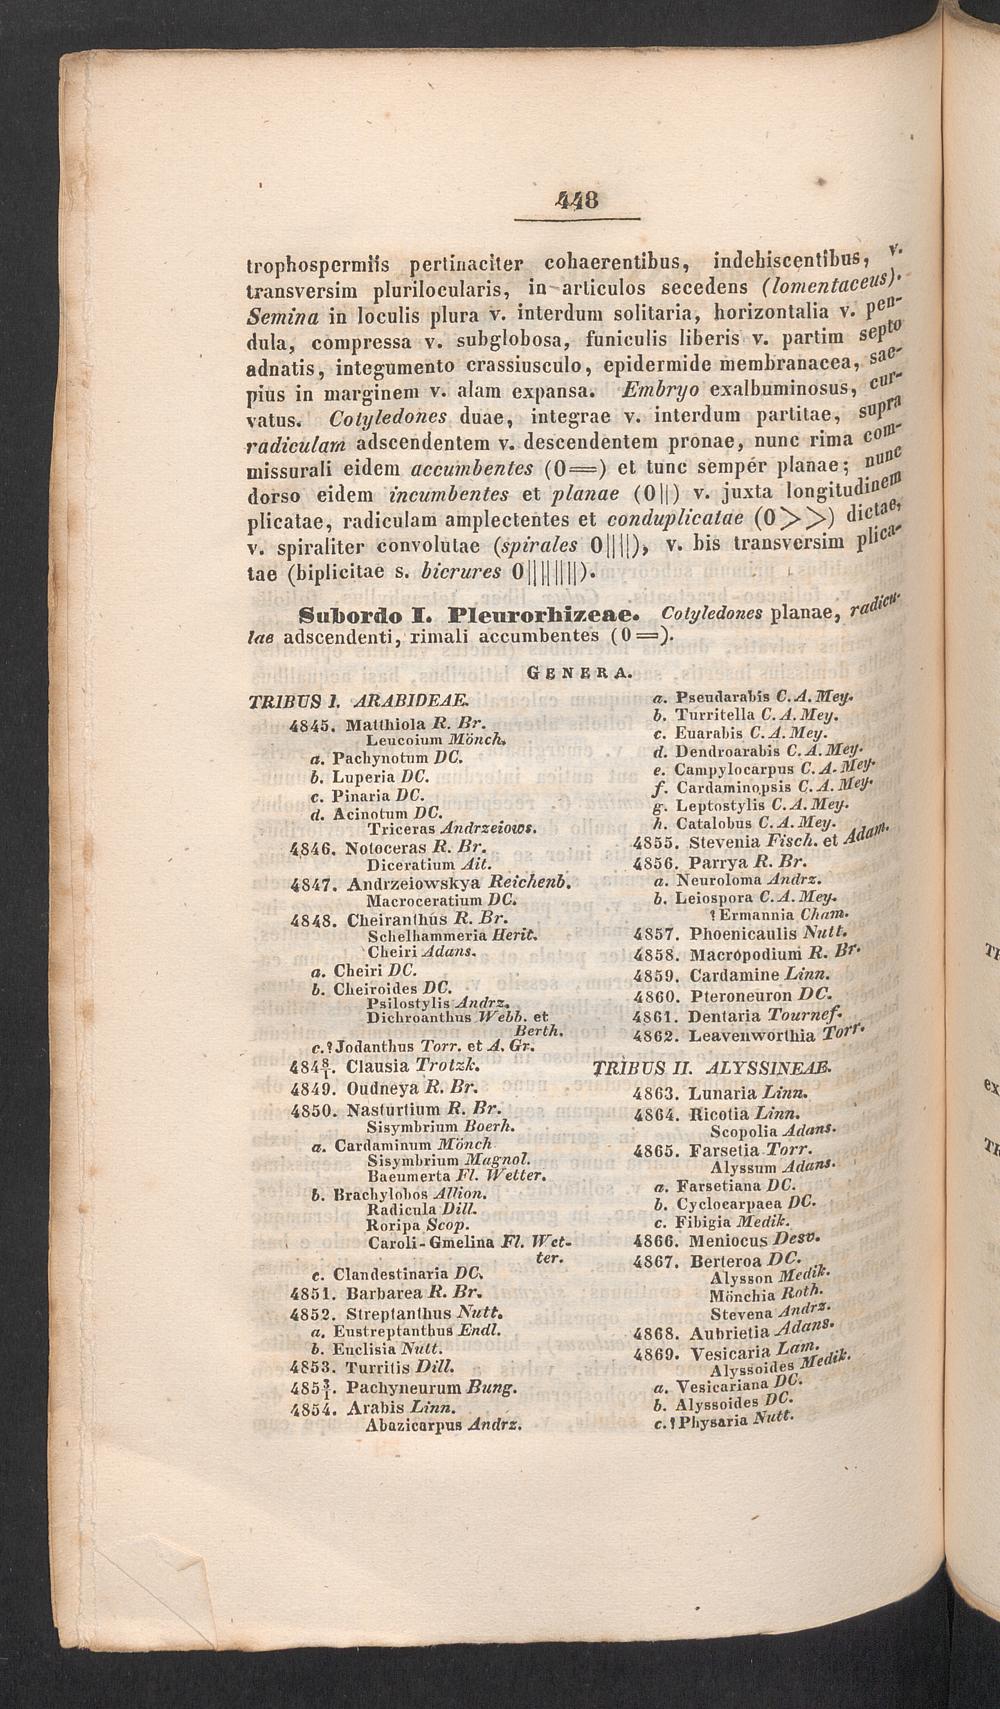 448
trophospermiis pertinaciter cohaerentibus, indehiscentibus, v.
transversim plurilocularis, in articulos secedens (lomentaceus).
Semina in loculis plura v. interdum solitaria, horizontalia v. pen-
dula, compressa v. subglobosa, funiculis liberis v. partim septo
adnatis, integumento crassiusculo, epidermide membranacea, sae-
pius in marginem v. alam expansa. Embryo exalbuminosus, cur-
vatus. Cotyledones duae, integrae v. interdum partitae, supra
radiculam adscendentem v. descendentem pronae, nunc rima com-
missurali eidem accumbentes (0=) et tunc semper planae; nunc
dorso eidem incumbentes et planae (0||) v. juxta longitudinem
plicatae, radiculam amplectentes et conduplicatae (0>>) dictae,
v. spiraliter convolutae (spirales 0||||), v. bis transversim plica-
tae (biplicitae s. bicrures 0||||||).
Subordo I. Pleurorhizeae. Cotyledones planae, radicu-
lae adscendenti, rimali accumbentes (0=).
GENERA.
TRIBUS I. ARABIDEAE.
4845. Matthiola R. Br.
Leucoium Mönch.
a. Pachynotum DC.
b. Luperia DC.
c. Pinaria DC.
d. Acinotum DC.
Triceras Andrzeiows.
4846. Notoceras R. Br.
Diceratium Ait.
4847. Andrzeiowskya Reichenb.
Macroceratium DC.
4848. Cheiranthus R. Br.
Schelhammeria Herit.
Cheiri Adans.
a. Cheiri DC.
b. Cheiroides DC.
Psilostylis Andrz.
Dichroanthus Webb. et
Berth.
c.? Jodanthus Torr. et A. Gr.
484 8/1. Clausia Trotzk.
4849. Oudneya R. Br.
4850. Nasturtium R. Br.
Sisymbrium Boerh.
a. Cardaminum Mönch
Sisymbrium Magnol.
Baeumerta Fl. Wetter.
b. Brachylobos Allion.
Radicula Dill.
Roripa Scop.
Caroli-Gmelina Fl. Wet-
ter.
c. Clandestinaria DC.
4851. Barbarea R. Br.
4852. Streptanthus Nutt.
a. Eustreptanthus Endl.
b. Euclisia Nutt.
4853. Turritis Dill.
485 3/1. Pachyneurum Bung.
4854. Arabis Linn.
Abazicarpus Andrz.
a. Pseudarabis C. A. Mey.
b. Turritella C. A. Mey.
c. Euarabis C. A. Mey.
d. Dendroarabis C. A. Mey.
e. Campylocarpus C. A. Mey.
f. Cardaminopsis C. A. Mey.
g. Leptostylis C. A. Mey.
h. Catalobus C. A. Mey.
4855. Stevenia Fisch. et Adam.
4856. Parrya R. Br.
a. Neuroloma Andrz.
b. Leiospora C. A. Mey.
? Ermannia Cham.
4857. Phoenicaulis Nutt.
4858. Macropodium R. Br.
4859. Cardamine Linn.
4860. Pteroneuron DC.
4861. Dentaria Tournef.
4862. Leavenworthia Torr.
TRIBUS II. ALYSSINEAE.
4863. Lunaria Linn.
4864. Ricotia Linn.
Scopolia Adans.
4865. Farsetia Torr.
Alyssum Adans.
a. Farsetiana DC.
b. Cyclocarpaea DC.
c. Fibigia Medik.
4866. Meniocus Desv.
4867. Berteroa DC.
Alysson Medik.
Mönchia Roth.
Stevena Andrz.
4868. Aubrietia Adans.
4869. Vesicaria Lam.
Alyssoides Medik.
a. Vesicariana DC.
b. Alyssoides DC.
c.? Physaria Nutt.